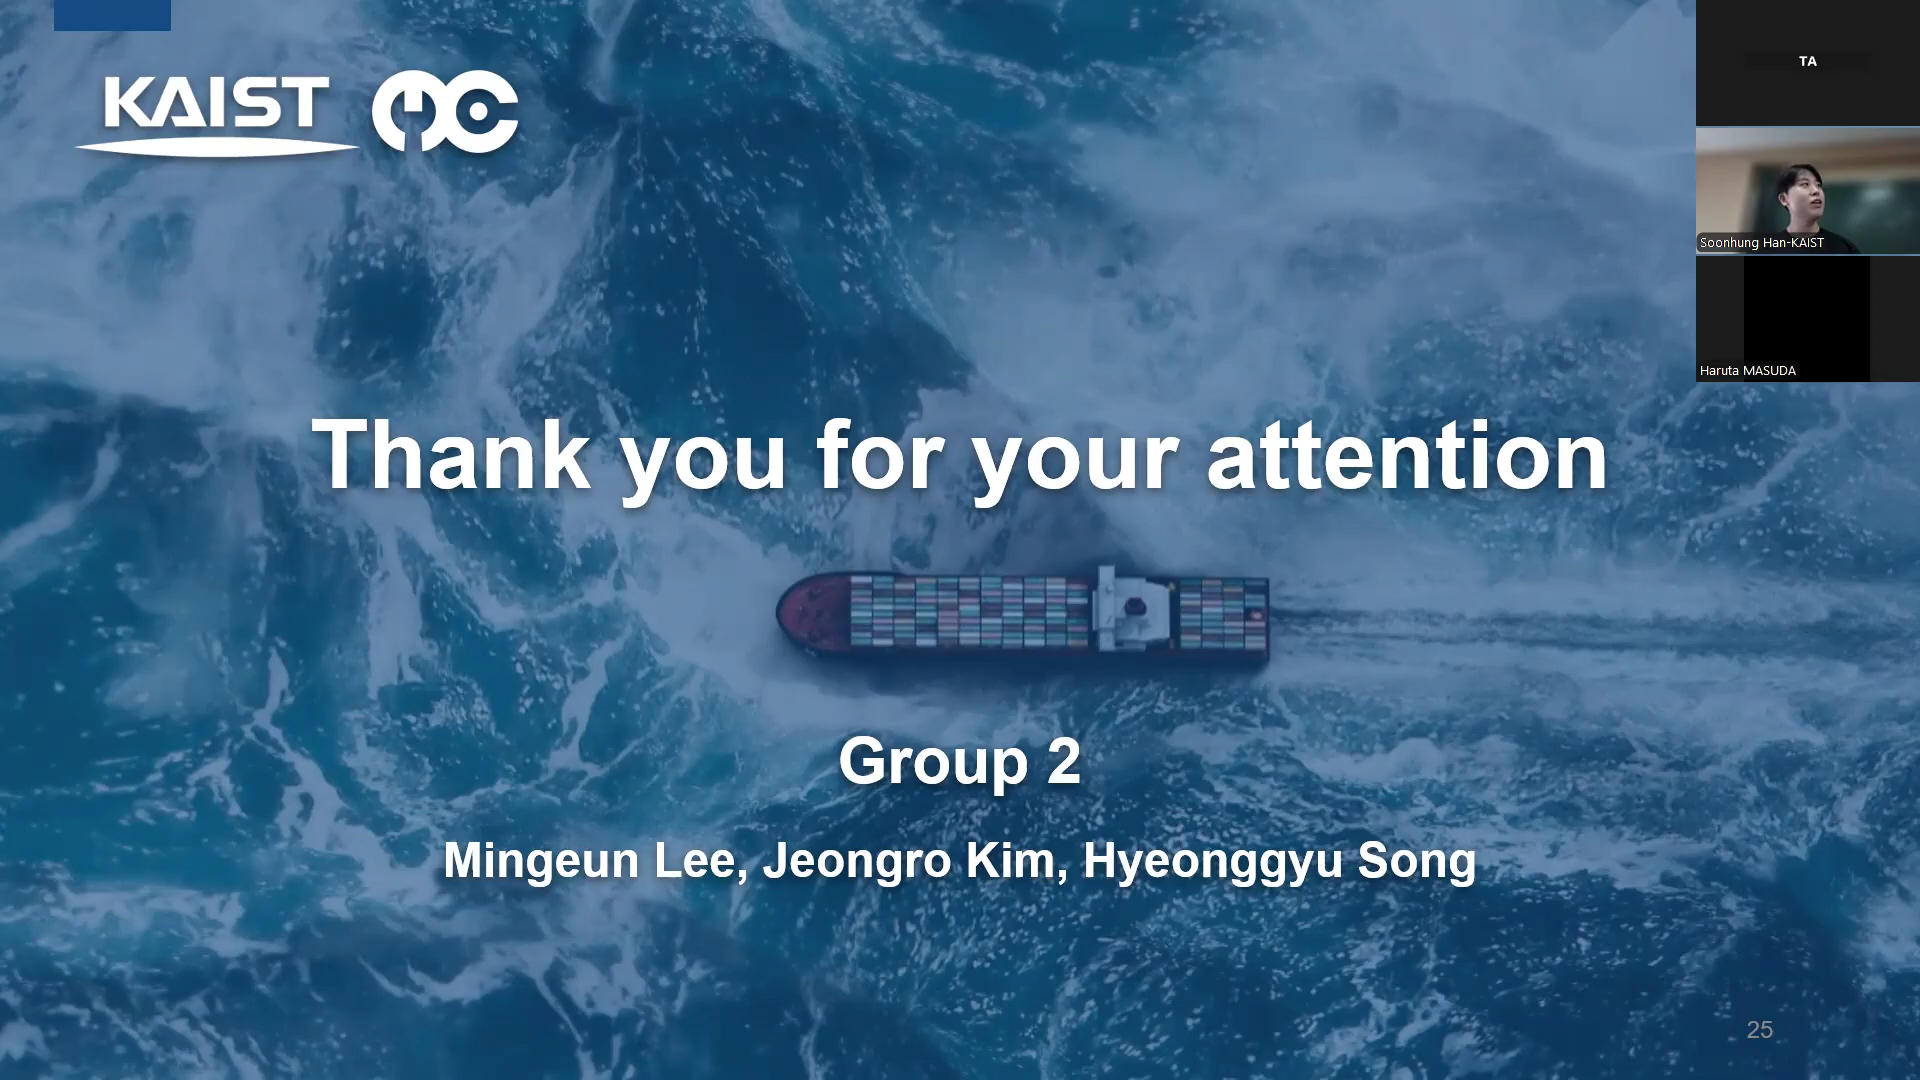 KAIST
TA
Soonhung Han-KAIST
Haruta MASUDA
Thank you for your attention
Group 2
Mingeun Lee, Jeongro Kim, Hyeonggyu Song
25